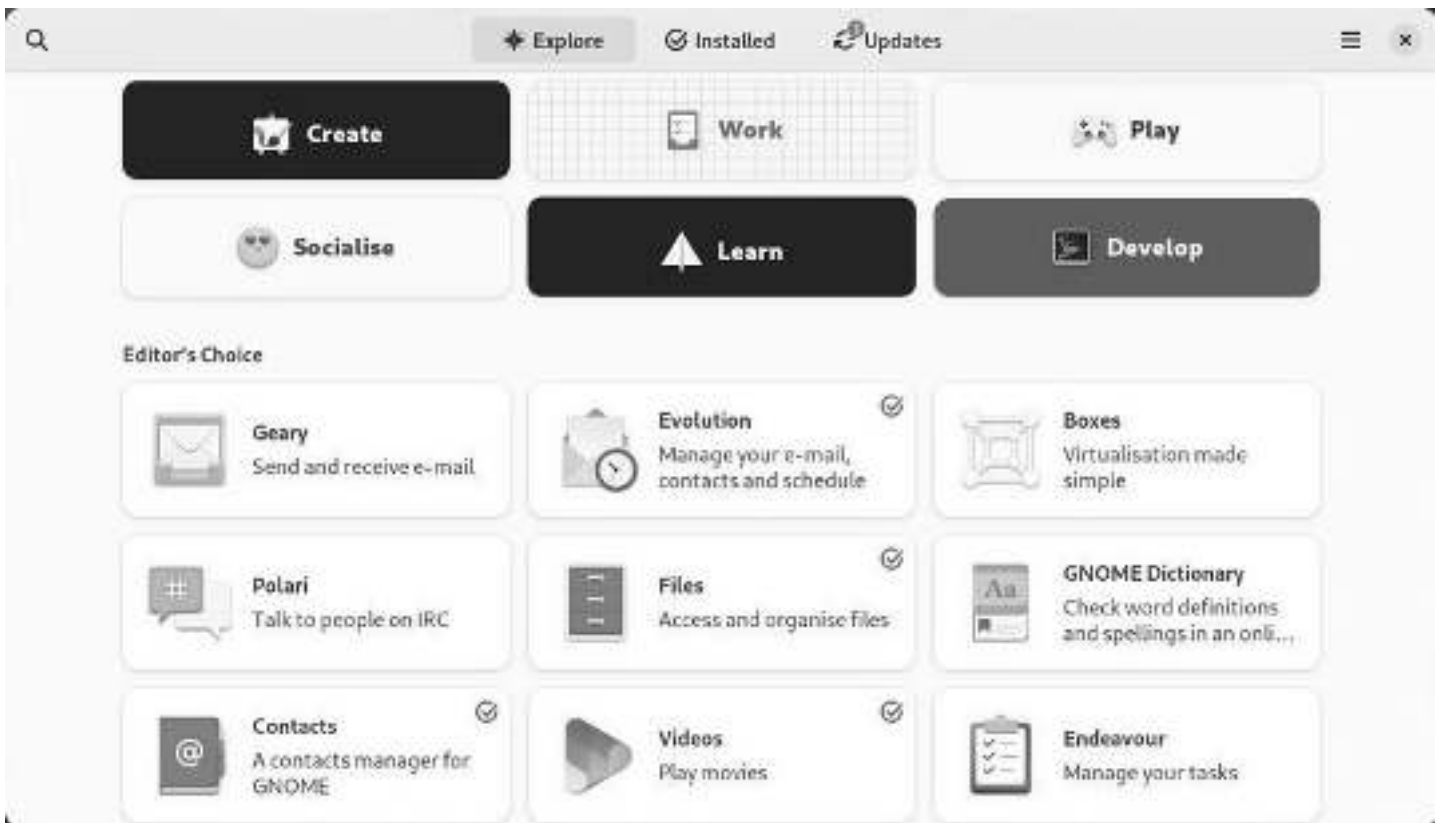 Explore
Installed
Updates
Create
Work
Play
Socialise
Learn
Develop
Editor's Choice
Geary
Send and receive e-mail
Evolution
Manage your e-mail,
contacts and schedule
Boxes
Virtualisation made
simple
Polari
Talk to people on IRC
Files
Access and organise files
GNOME Dictionary
Check word definitions
and spellings in an onli...
Contacts
A contacts manager for
GNOME
Videos
Play movies
Endeavour
Manage your tasks